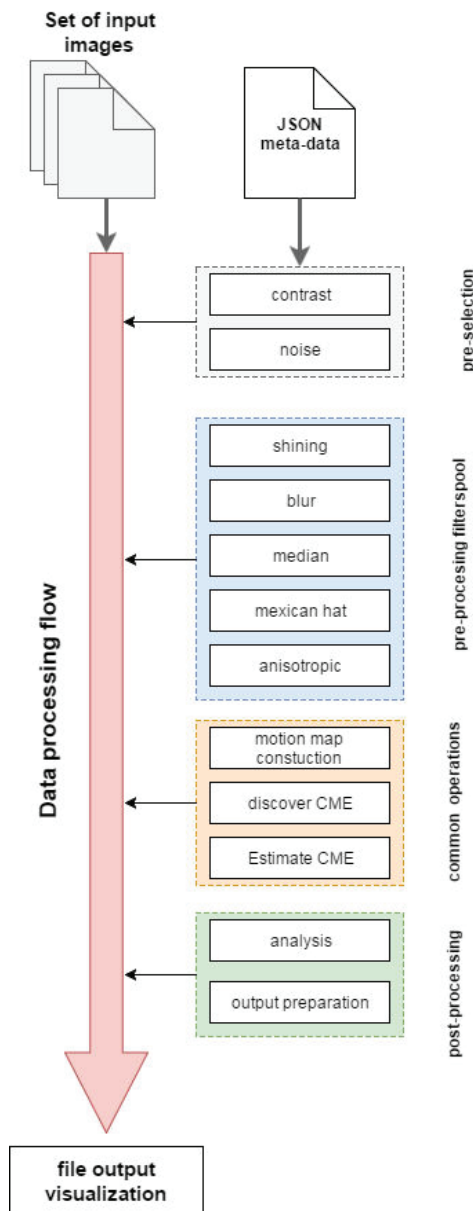 Set of input
images
JSON
meta-data
contrast
noise
pre-selection
shining
blur
median
mexican hat
anisotropic
pre-procesing filterspool
Data processing flow
motion map
constuction
discover CME
Estimate CME
common operations
analysis
output preparation
post-processing
file output
visualization